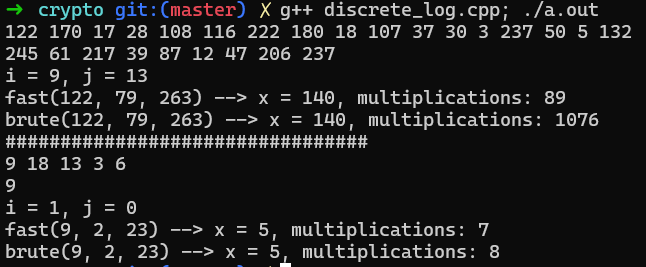 ➜ crypto git:(master) ✗ g++ discrete_log.cpp; ./a.out
122 170 17 28 108 116 222 180 18 107 37 30 3 237 50 5 132
245 61 217 39 87 12 47 206 237
i = 9, j = 13
fast(122, 79, 263) --> x = 140, multiplications: 89
brute(122, 79, 263) --> x = 140, multiplications: 1076
################################
9 18 13 3 6
9
i = 1, j = 0
fast(9, 2, 23) --> x = 5, multiplications: 7
brute(9, 2, 23) --> x = 5, multiplications: 8